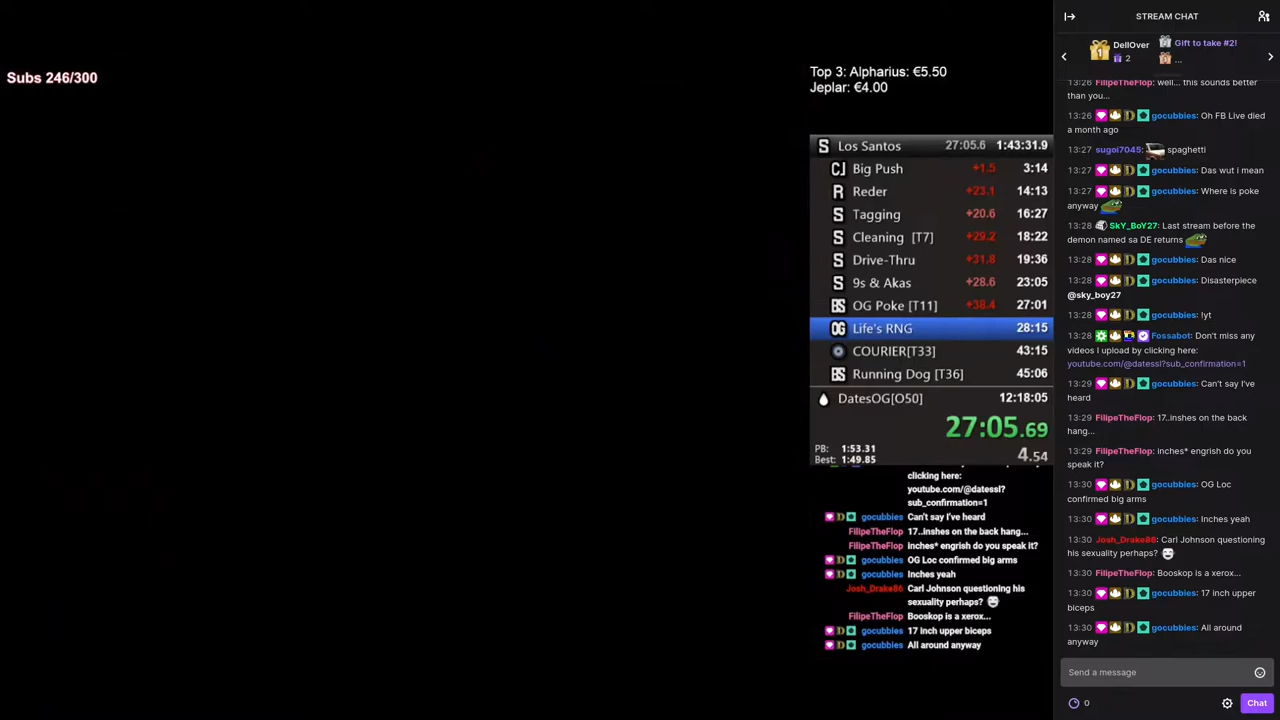 Subs 246/300
Top 3: Alpharius: €5.50
Jeplar: €4.00
S Los Santos 27:05.6 1:43:31.9
CJ Big Push +1.5 3:14
R Reder +23.1 14:13
S Tagging +20.6 16:27
S Cleaning [T7] +29.2 18:22
S Drive-Thru +31.8 19:36
S 9s & Akas +28.6 23:05
BS OG Poke [T11] +38.4 27:01
OG Life's RNG 28:15
COURIER[T33] 43:15
BS Running Dog [T36] 45:06
DatesOG[O50] 12:18:05
27:05.69
PB: 1:53.31
Best: 1:49.85
4.54
clicking here:
youtube.com/@datessl?
sub_confirmation=1
gocubbies Can't say I've heard
FilipeTheFlop 17..inshes on the back hang...
FilipeTheFlop inches* engrish do you speak it?
gocubbies OG Loc confirmed big arms
gocubbies Inches yeah
Josh_Drake86 Carl Johnson questioning his
sexuality perhaps?
FilipeTheFlop Booskop is a xerox...
gocubbies 17 inch upper biceps
gocubbies All around anyway
STREAM CHAT
1 DellOver
2
Gift to take #2!
...
13:26 FilipeTheFlop: well... this sounds better
than you...
13:26 gocubbies: Oh FB Live died
a month ago
13:27 sugoi7045: spaghetti
13:27 gocubbies: Das wut I mean
13:27 gocubbies: Where is poke
anyway
13:28 SkY_BoY27: Last stream before the
demon named sa DE returns
13:28 gocubbies: Das nice
13:28 gocubbies: Disasterpiece
@sky_boy27
13:28 gocubbies: !yt
13:28 Fossabot: Don't miss any
videos I upload by clicking here:
youtube.com/@datessl?sub_confirmation=1
13:29 gocubbies: Can't say I've
heard
13:29 FilipeTheFlop: 17..inshes on the back
hang...
13:29 FilipeTheFlop: inches* engrish do you
speak it?
13:30 gocubbies: OG Loc
confirmed big arms
13:30 gocubbies: Inches yeah
13:30 Josh_Drake86: Carl Johnson questioning
his sexuality perhaps?
13:30 FilipeTheFlop: Booskop is a xerox...
13:30 gocubbies: 17 inch upper
biceps
13:30 gocubbies: All around
anyway
Send a message
0
Chat